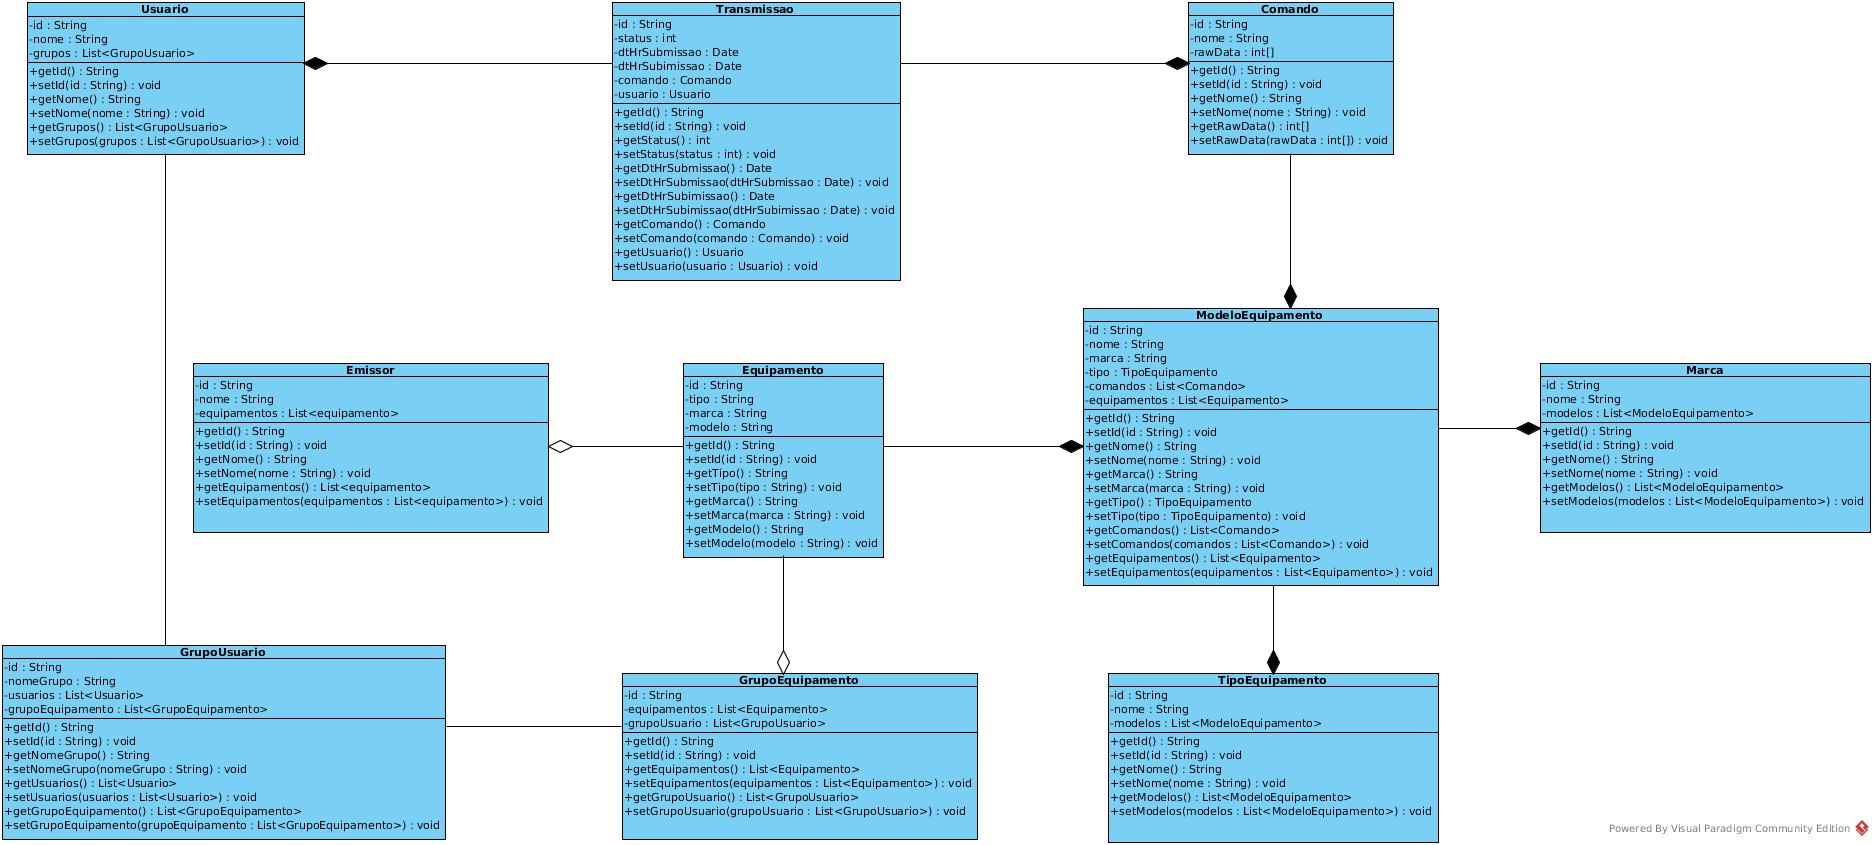 Usuario
-id : String
-nome : String
-grupos : List<GrupoUsuario>
+getId() : String
+setId(id : String) : void
+getNome() : String
+setNome(nome : String) : void
+getGrupos() : List<GrupoUsuario>
+setGrupos(grupos : List<GrupoUsuario>) : void
Transmissao
-id : String
-status : int
-dtHrSubmissao : Date
-dtHrSubimissao : Date
-comando : Comando
-usuario : Usuario
+getId() : String
+setId(id : String) : void
+getStatus() : int
+setStatus(status : int) : void
+getDtHrSubmissao() : Date
+setDtHrSubmissao(dtHrSubmissao : Date) : void
+getDtHrSubimissao() : Date
+setDtHrSubimissao(dtHrSubimissao : Date) : void
+getComando() : Comando
+setComando(comando : Comando) : void
+getUsuario() : Usuario
+setUsuario(usuario : Usuario) : void
Comando
-id : String
-nome : String
-rawData : int[]
+getId() : String
+setId(id : String) : void
+getNome() : String
+setNome(nome : String) : void
+getRawData() : int[]
+setRawData(rawData : int[]) : void
Emissor
-id : String
-nome : String
-equipamentos : List<equipamento>
+getId() : String
+setId(id : String) : void
+getNome() : String
+setNome(nome : String) : void
+getEquipamentos() : List<equipamento>
+setEquipamentos(equipamentos : List<equipamento>) : void
Equipamento
-id : String
-tipo : String
-marca : String
-modelo : String
+getId() : String
+setId(id : String) : void
+getTipo() : String
+setTipo(tipo : String) : void
+getMarca() : String
+setMarca(marca : String) : void
+getModelo() : String
+setModelo(modelo : String) : void
ModeloEquipamento
-id : String
-nome : String
-marca : String
-tipo : TipoEquipamento
-comandos : List<Comando>
-equipamentos : List<Equipamento>
+getId() : String
+setId(id : String) : void
+getNome() : String
+setNome(nome : String) : void
+getMarca() : String
+setMarca(marca : String) : void
+getTipo() : TipoEquipamento
+setTipo(tipo : TipoEquipamento) : void
+getComandos() : List<Comando>
+setComandos(comandos : List<Comando>) : void
+getEquipamentos() : List<Equipamento>
+setEquipamentos(equipamentos : List<Equipamento>) : void
Marca
-id : String
-nome : String
-modelos : List<ModeloEquipamento>
+getId() : String
+setId(id : String) : void
+getNome() : String
+setNome(nome : String) : void
+getModelos() : List<ModeloEquipamento>
+setModelos(modelos : List<ModeloEquipamento>) : void
GrupoUsuario
-id : String
-nomeGrupo : String
-usuarios : List<Usuario>
-grupoEquipamento : List<GrupoEquipamento>
+getId() : String
+setId(id : String) : void
+getNomeGrupo() : String
+setNomeGrupo(nomeGrupo : String) : void
+getUsuarios() : List<Usuario>
+setUsuarios(usuarios : List<Usuario>) : void
+getGrupoEquipamento() : List<GrupoEquipamento>
+setGrupoEquipamento(grupoEquipamento : List<GrupoEquipamento>) : void
GrupoEquipamento
-id : String
-equipamentos : List<Equipamento>
-grupoUsuario : List<GrupoUsuario>
+getId() : String
+setId(id : String) : void
+getEquipamentos() : List<Equipamento>
+setEquipamentos(equipamentos : List<Equipamento>) : void
+getGrupoUsuario() : List<GrupoUsuario>
+setGrupoUsuario(grupoUsuario : List<GrupoUsuario>) : void
TipoEquipamento
-id : String
-nome : String
-modelos : List<ModeloEquipamento>
+getId() : String
+setId(id : String) : void
+getNome() : String
+setNome(nome : String) : void
+getModelos() : List<ModeloEquipamento>
+setModelos(modelos : List<ModeloEquipamento>) : void
Powered By Visual Paradigm Community Edition